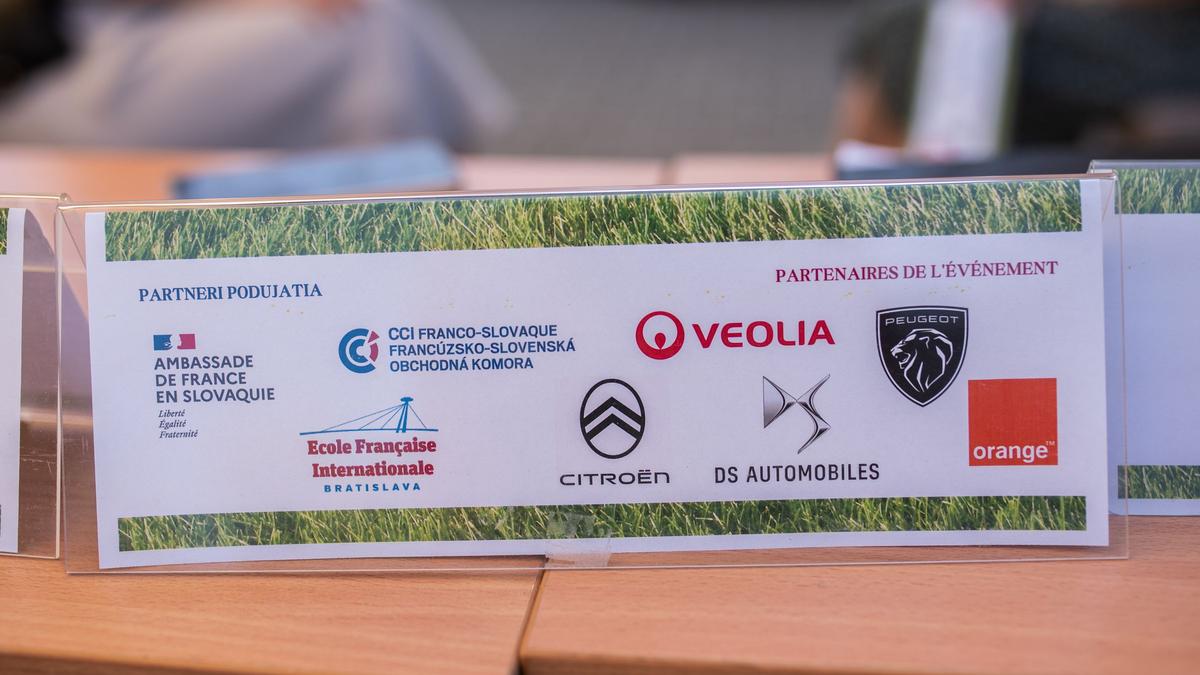 PARTNERI PODUJATIA
PARTENAIRES DE L'ÉVÉNEMENT
AMBASSADE
DE FRANCE
EN SLOVAQUIE
Liberté
Égalité
Fraternité
CCI FRANCO-SLOVAQUE
FRANCÚZSKO-SLOVENSKÁ
OBCHODNÁ KOMORA
VEOLIA
PEUGEOT
Ecole Française
Internationale
BRATISLAVA
CITROËN
DS AUTOMOBILES
orange™